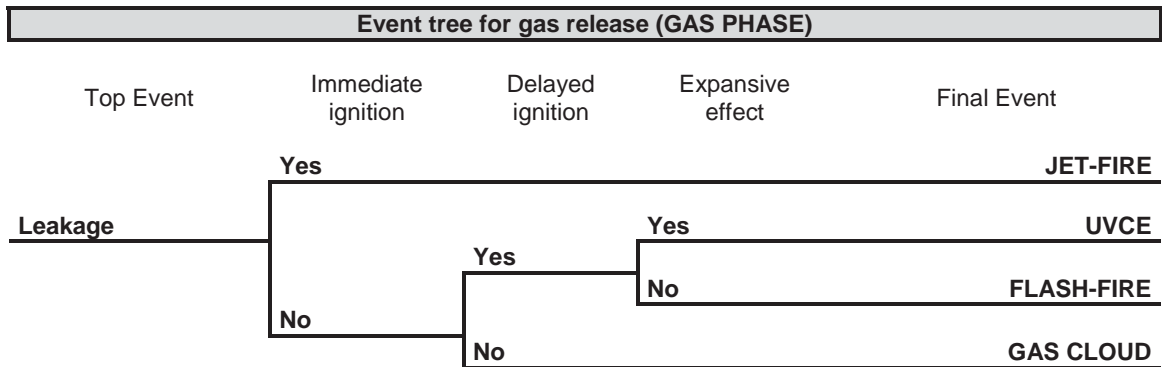 Event tree for gas release (GAS PHASE)
Top Event
Immediate
ignition
Delayed
ignition
Expansive
effect
Final Event
Yes
JET-FIRE
Leakage
Yes
UVCE
Yes
No
FLASH-FIRE
No
No
GAS CLOUD